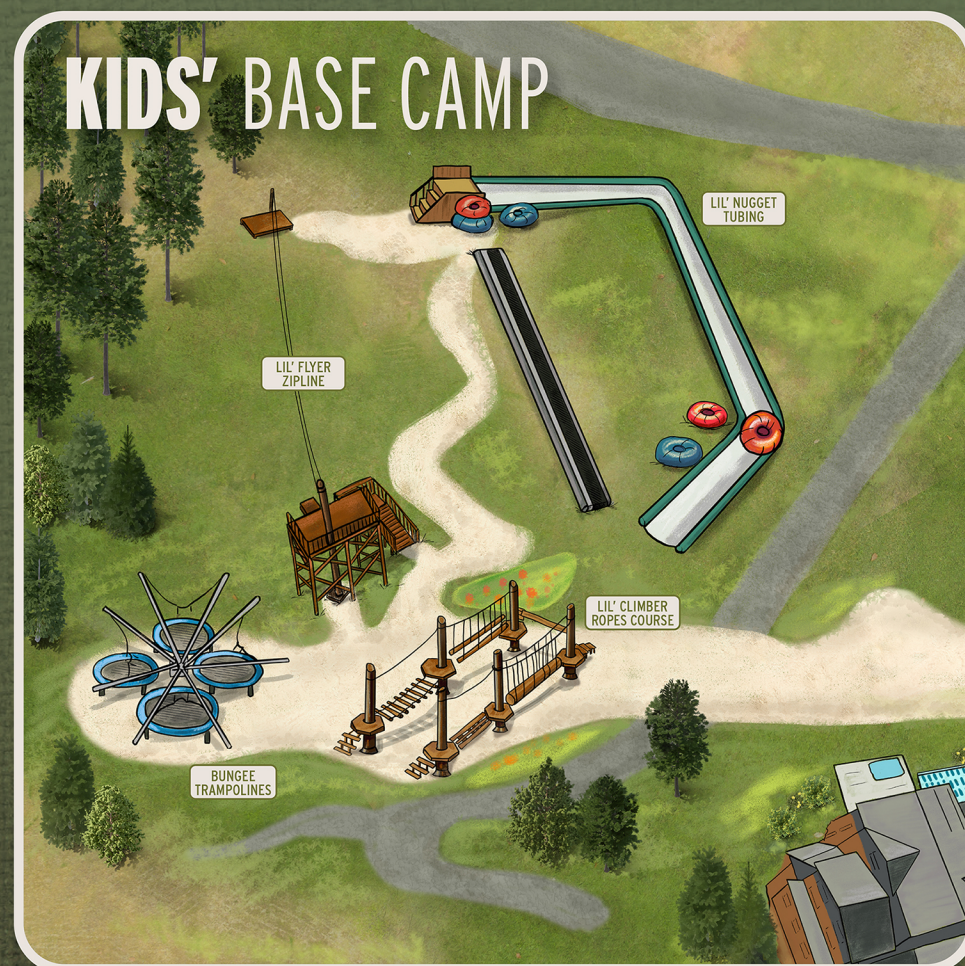 KIDS' BASE CAMP
LIL' NUGGET
TUBING
LIL' FLYER
ZIPLINE
LIL' CLIMBER
ROPES COURSE
BUNGEE
TRAMPOLINES